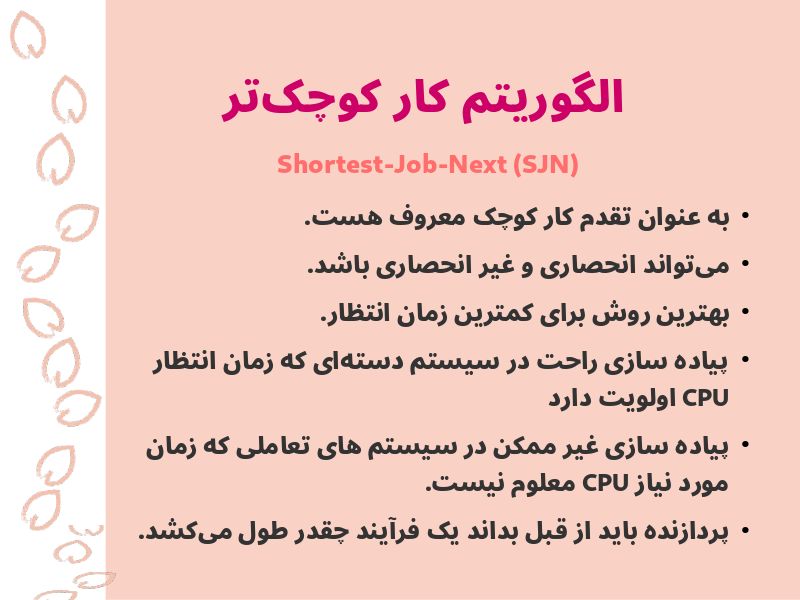 الگوریتم کار کوچک‌تر
Shortest-Job-Next (SJN)
• به عنوان تقدم کار کوچک معروف هست.
• می‌تواند انحصاری و غیر انحصاری باشد.
• بهترین روش برای کمترین زمان انتظار.
• پیاده سازی راحت در سیستم دسته‌ای که زمان انتظار
CPU اولویت دارد
• پیاده سازی غیر ممکن در سیستم های تعاملی که زمان
مورد نیاز CPU معلوم نیست.
• پردازنده باید از قبل بداند یک فرآیند چقدر طول می‌کشد.